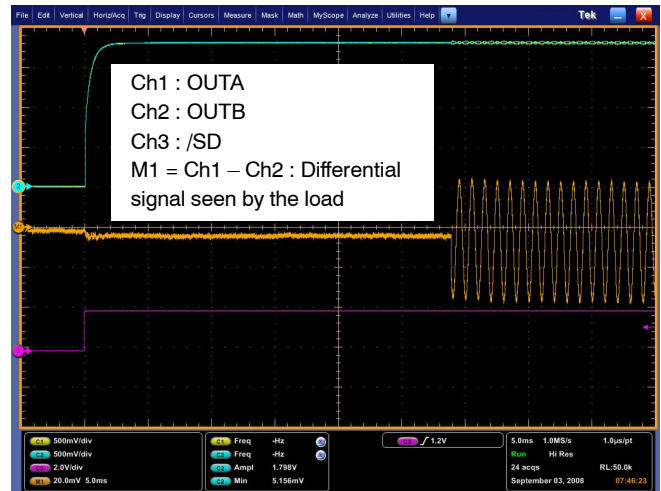 File Edit Vertical Horiz/Acq Trig Display Cursors Measure Mask Math MyScope Analyze Utilities Help Tek X
Ch1 : OUTA
Ch2 : OUTB
Ch3 : /SD
M1 = Ch1 – Ch2 : Differential
signal seen by the load
2
M1
3
C1 500mV/div
C2 500mV/div
C3 2.0V/div
M1 20.0mV 5.0ms
C1 Freq -Hz
C2 Freq -Hz
C2 Ampl 1.798V
C2 Min 5.156mV
C3 1.2V
5.0ms 1.0MS/s 1.0µs/pt
Run Hi Res
24 acqs RL:50.0k
September 03, 2008 07:46:23